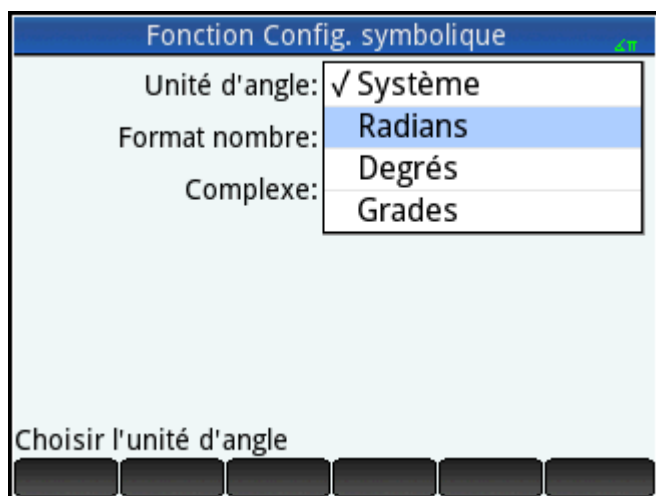 Fonction Config. symbolique
∡π
Unité d'angle: √ Système
Radians
Format nombre:
Degrés
Complexe:
Grades
Choisir l'unité d'angle